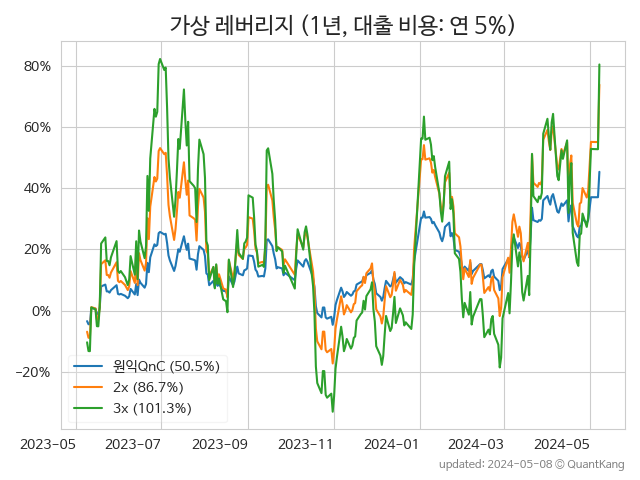 가상 레버리지 (1년, 대출 비용: 연 5%)
80%
60%
40%
20%
0%
−20%
원익QnC (50.5%)
2x (86.7%)
3x (101.3%)
2023-05 2023-07 2023-09 2023-11 2024-01 2024-03 2024-05
updated: 2024-05-08 © QuantKang